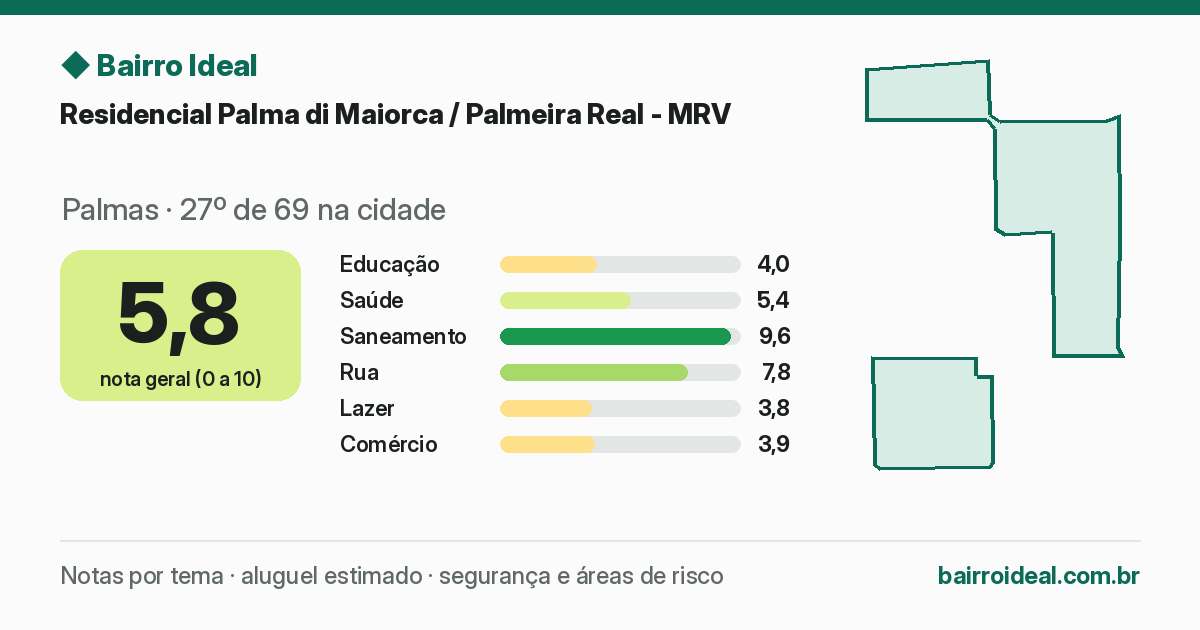 Bairro Ideal
Residencial Palma di Maiorca / Palmeira Real - MRV
Palmas · 27º de 69 na cidade
5,8
nota geral (0 a 10)
Educação 4,0
Saúde 5,4
Saneamento 9,6
Rua 7,8
Lazer 3,8
Comércio 3,9
Notas por tema · aluguel estimado · segurança e áreas de risco
bairroideal.com.br